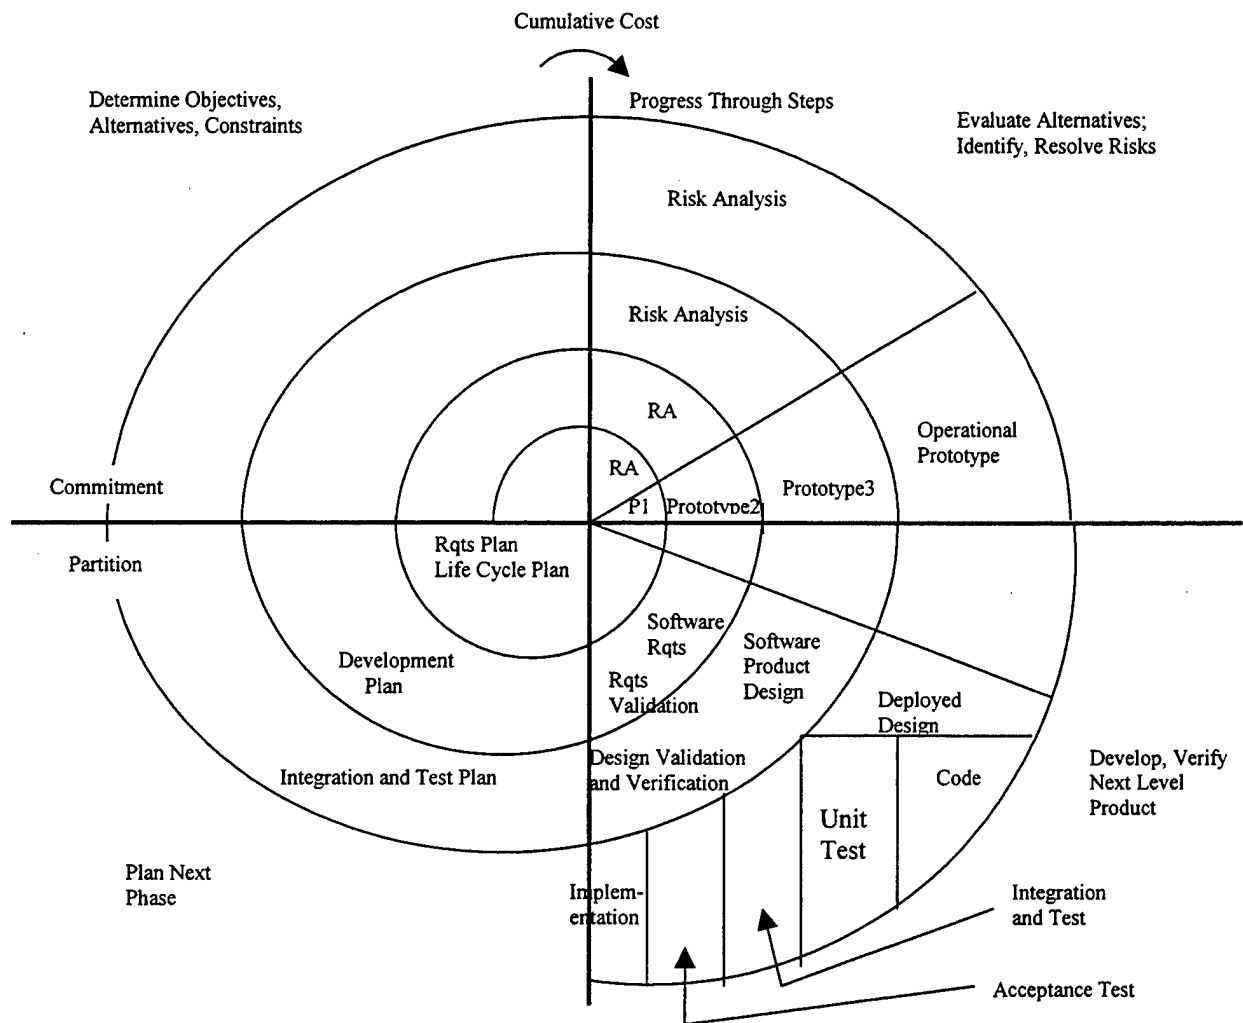 Cumulative Cost
Progress Through Steps
Determine Objectives,
Alternatives, Constraints
Evaluate Alternatives;
Identify, Resolve Risks
Risk Analysis
Risk Analysis
RA
RA
Operational
Prototype
Prototype3
P1
Prototype2
Commitment
Partition
Rqts Plan
Life Cycle Plan
Software
Rqts
Rqts
Validation
Software
Product
Design
Development
Plan
Deployed
Design
Design Validation
and Verification
Integration and Test Plan
Code
Develop, Verify
Next Level
Product
Unit
Test
Plan Next
Phase
Implem-
entation
Integration
and Test
Acceptance Test